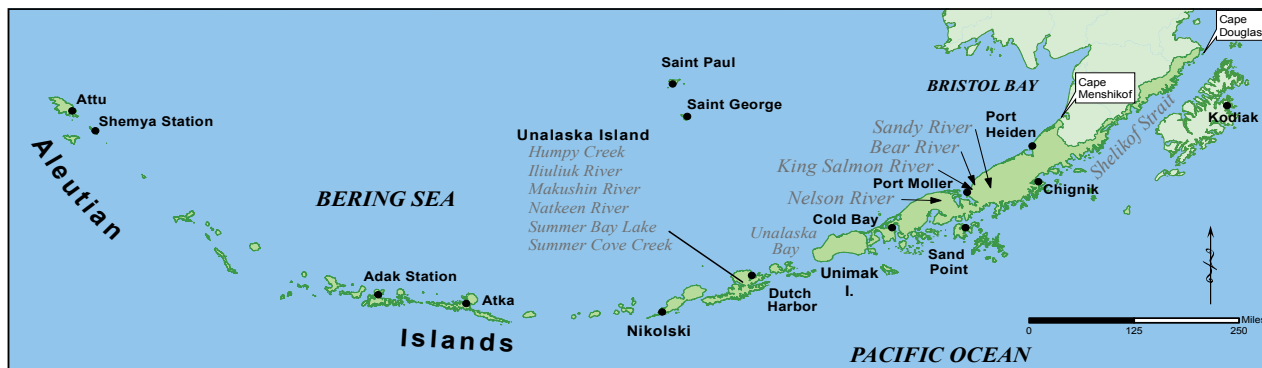 Cape
Douglas
Saint Paul
BRISTOL BAY
Cape
Menshikof
Attu
Saint George
Kodiak
Shemya Station
Unalaska Island
Sandy River
Port
Heiden
Shelikof Strait
Humpy Creek
Bear River
Iliuliuk River
King Salmon River
Aleutian
Makushin River
Port Moller
Chignik
BERING SEA
Natkeen River
Nelson River
Summer Bay Lake
Cold Bay
Summer Cove Creek
Unalaska
Bay
Sand
Point
Adak Station
Unimak
I.
Atka
Dutch
Harbor
Nikolski
Islands
Miles
0
125
250
PACIFIC OCEAN